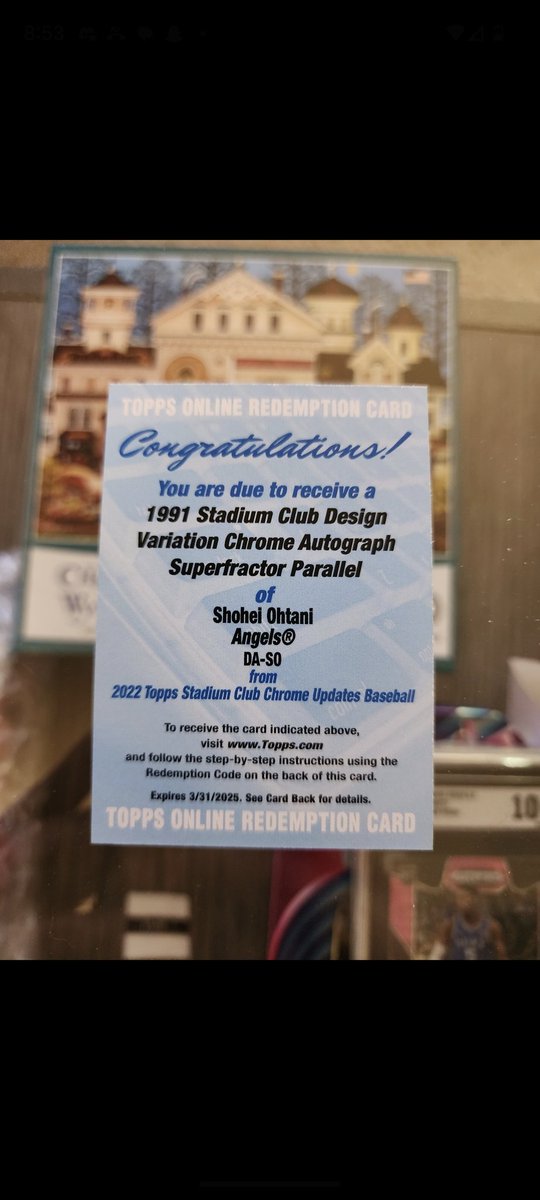 8:53
TOPPS ONLINE REDEMPTION CARD
Congratulations!
You are due to receive a
1991 Stadium Club Design
Variation Chrome Autograph
Superfractor Parallel
of
Shohei Ohtani
Angels®
DA-SO
from
2022 Topps Stadium Club Chrome Updates Baseball
To receive the card indicated above,
visit www.Topps.com
and follow the step-by-step instructions using the
Redemption Code on the back of this card.
Expires 3/31/2025. See Card Back for details.
TOPPS ONLINE REDEMPTION CARD
10